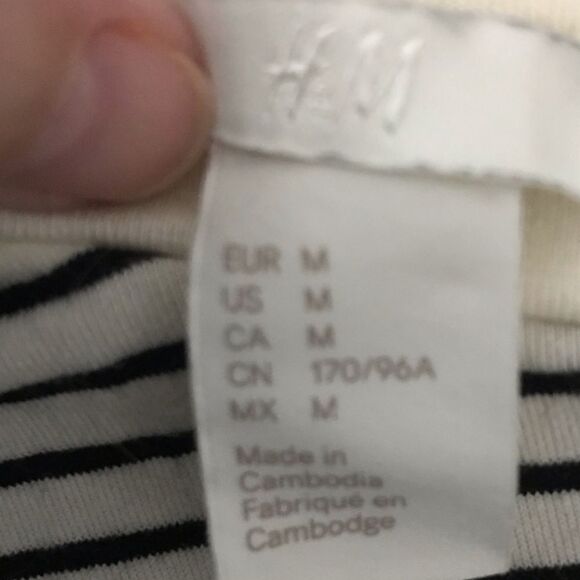 H&M
EUR M
US M
CA M
CN 170/96A
MX M
Made in
Cambodia
Fabriqué en
Cambodge